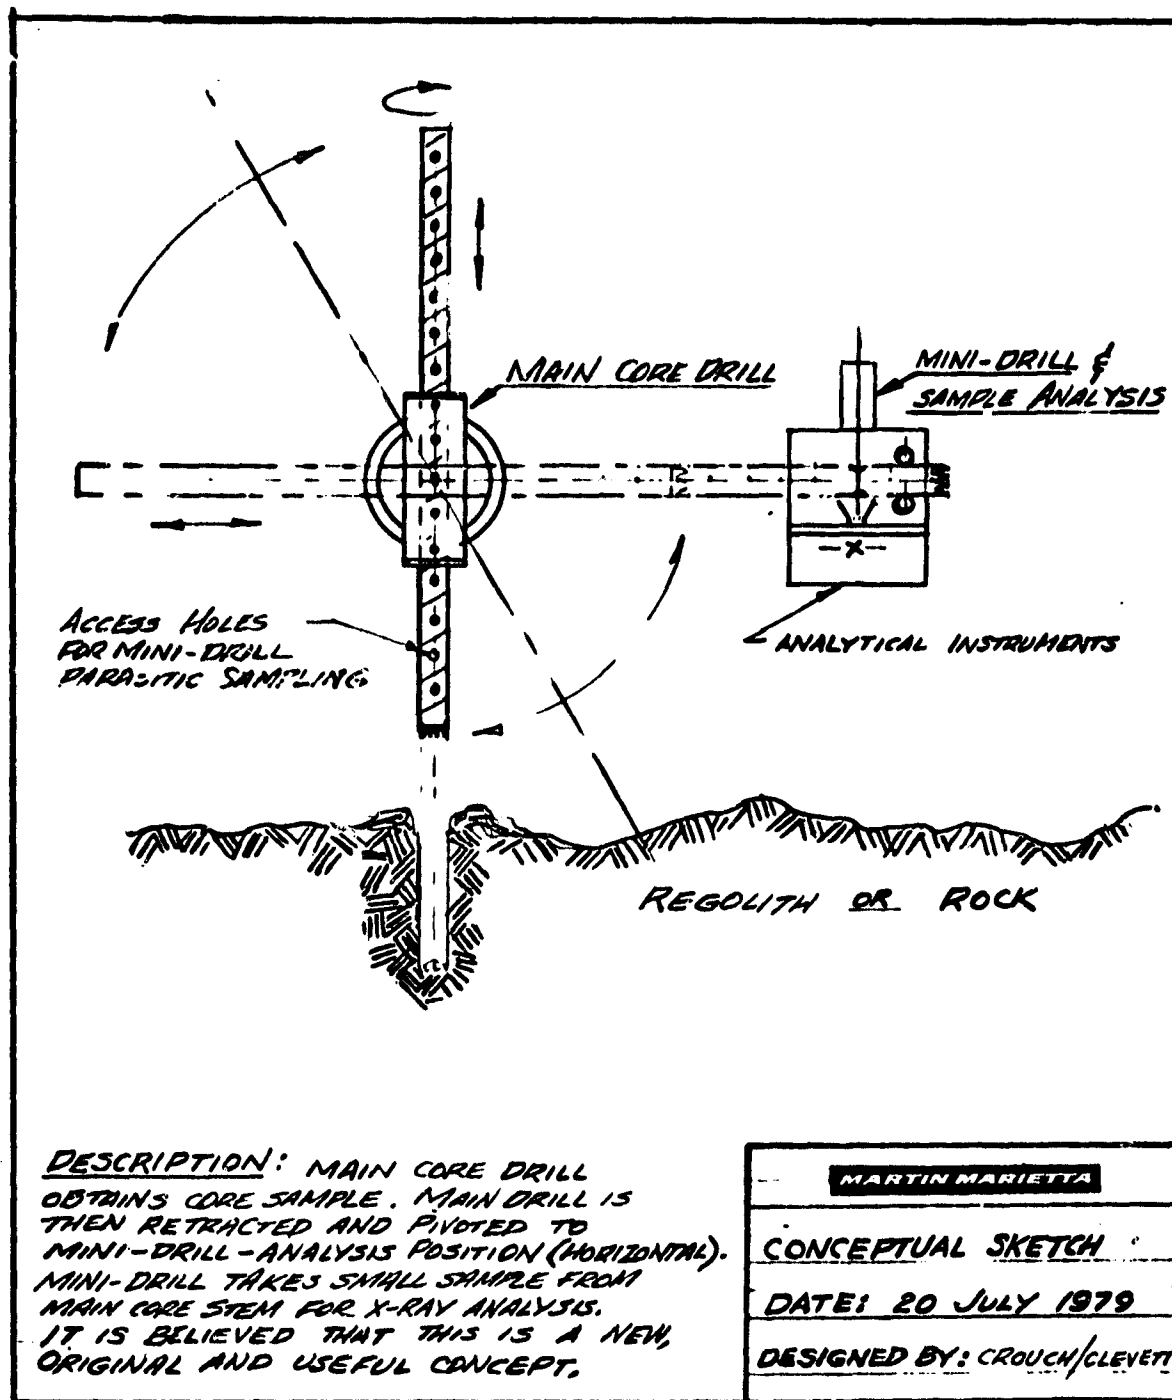 MAIN CORE DRILL
MINI-DRILL &
SAMPLE ANALYSIS
ACCESS HOLES
FOR MINI-DRILL
PARASITIC SAMPLING
ANALYTICAL INSTRUMENTS
REGOLITH OR ROCK
DESCRIPTION: MAIN CORE DRILL
OBTAINS CORE SAMPLE. MAIN DRILL IS
THEN RETRACTED AND PIVOTED TO
MINI-DRILL-ANALYSIS POSITION (HORIZONTAL).
MINI-DRILL TAKES SMALL SAMPLE FROM
MAIN CORE STEM FOR X-RAY ANALYSIS.
IT IS BELIEVED THAT THIS IS A NEW,
ORIGINAL AND USEFUL CONCEPT.
MARTIN MARIETTA
CONCEPTUAL SKETCH
DATE: 20 JULY 1979
DESIGNED BY: CROUCH/